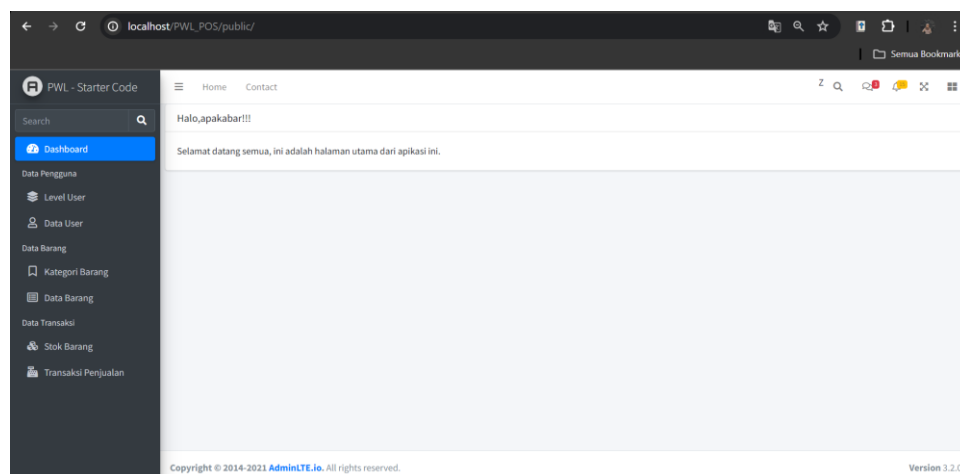 localhost/PWL_POS/public/
Semua Bookmark
PWL - Starter Code
Home Contact
Z
Search
Halo,apakabar!!!
Dashboard
Selamat datang semua, ini adalah halaman utama dari apikasi ini.
Data Pengguna
Level User
Data User
Data Barang
Kategori Barang
Data Barang
Data Transaksi
Stok Barang
Transaksi Penjualan
Copyright © 2014-2021 AdminLTE.io. All rights reserved.
Version 3.2.0